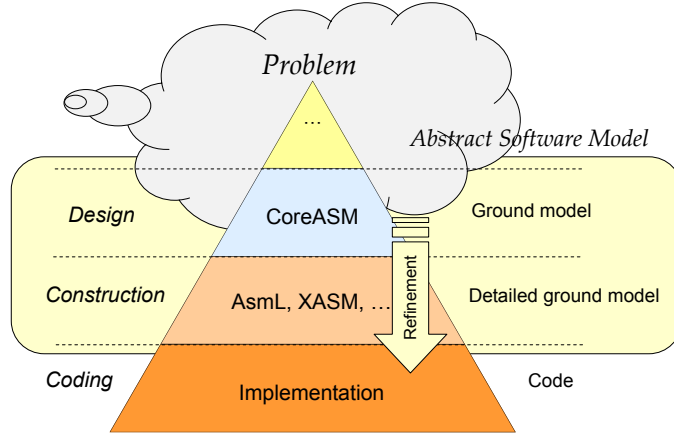 Problem
...
Abstract Software Model
Design
CoreASM
Ground model
Construction
AsmL, XASM, ...
Refinement
Detailed ground model
Coding
Implementation
Code